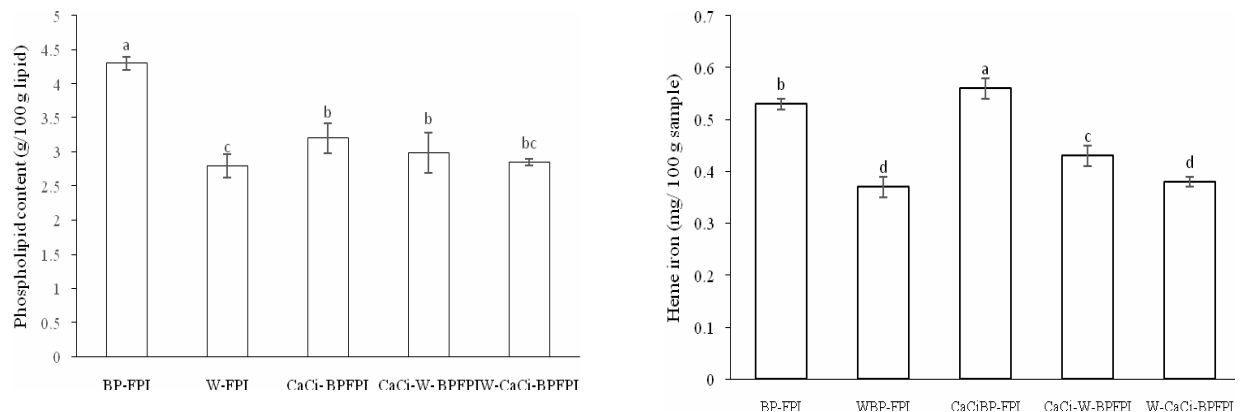 Phospholipid content (g/100 g lipid)
5
4.5
4
3.5
3
2.5
2
1.5
1
0.5
0
a
c
b
b
bc
BP-FPI
W-FPI
CaCi-BPFPI
CaCi-W-BPFPI
W-CaCi-BPFPI
Heme iron (mg/ 100 g sample)
0.7
0.6
0.5
0.4
0.3
0.2
0.1
0
b
d
a
c
d
BP-FPI
WBP-FPI
CaCiBP-FPI
CaCi-W-BPFPI
W-CaCi-BPFPI